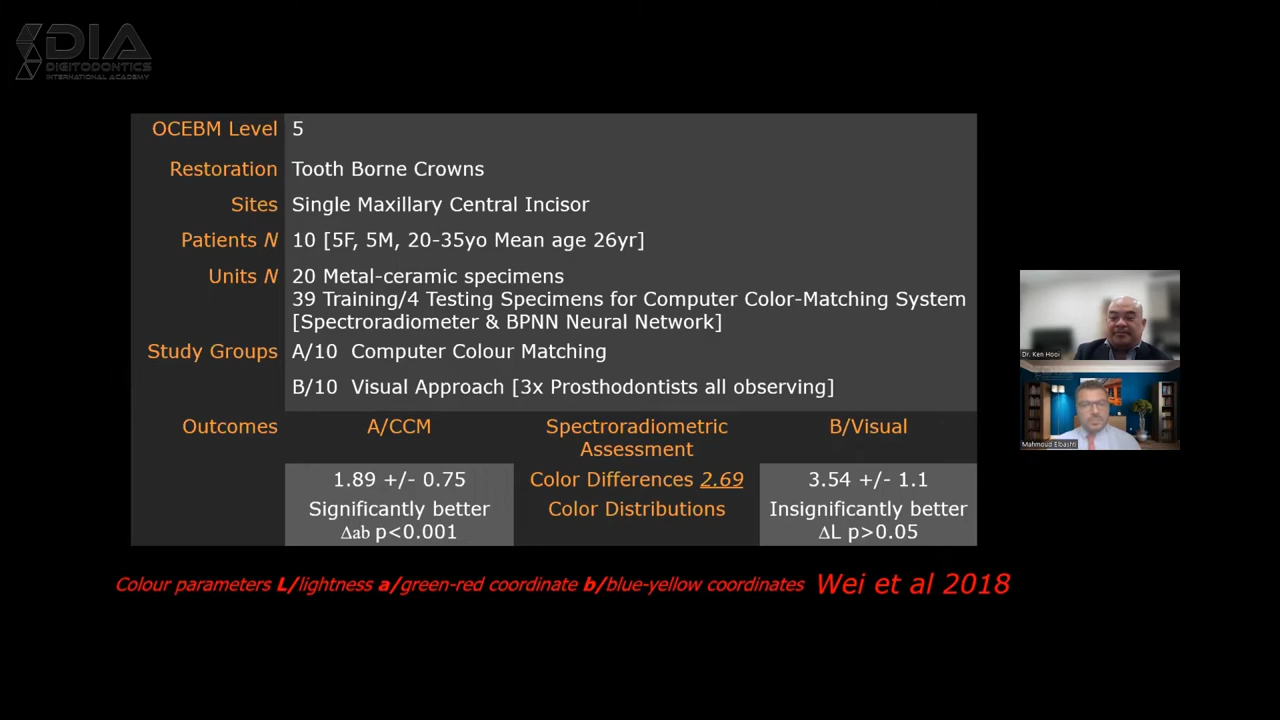 DIA
DIGITODONTICS
INTERNATIONAL ACADEMY
OCEBM Level 5
Restoration Tooth Borne Crowns
Sites Single Maxillary Central Incisor
Patients N 10 [5F, 5M, 20-35yo Mean age 26yr]
Units N 20 Metal-ceramic specimens
39 Training/4 Testing Specimens for Computer Color-Matching System
[Spectroradiometer & BPNN Neural Network]
Study Groups A/10 Computer Colour Matching
B/10 Visual Approach [3x Prosthodontists all observing]
Outcomes A/CCM Spectroradiometric Assessment B/Visual
1.89 +/- 0.75 Color Differences 2.69 3.54 +/- 1.1
Significantly better Color Distributions Insignificantly better
Δab p<0.001 ΔL p>0.05
Colour parameters L/lightness a/green-red coordinate b/blue-yellow coordinates Wei et al 2018
Dr. Ken Hooi
Mahmoud Elbashti